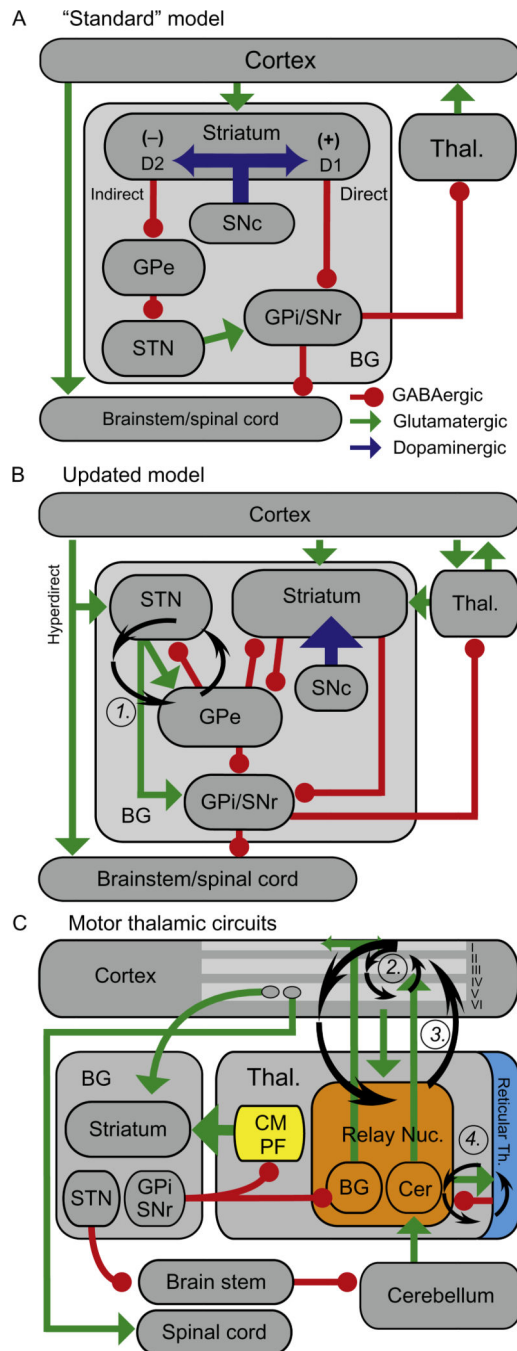 A "Standard" model
Cortex
(–) Striatum (+)
D2 D1
Thal.
Indirect Direct
SNc
GPe
GPi/SNr
STN
BG
Brainstem/spinal cord
GABAergic
Glutamatergic
Dopaminergic
B Updated model
Cortex
Hyperdirect
STN
Striatum
Thal.
SNc
1.
GPe
GPi/SNr
BG
Brainstem/spinal cord
C Motor thalamic circuits
Cortex
I
II
III
IV
V
VI
2.
3.
BG
Thal.
Striatum
CM
PF
Relay Nuc.
4.
Reticular Th.
STN
GPi
SNr
BG
Cer
Brain stem
Cerebellum
Spinal cord